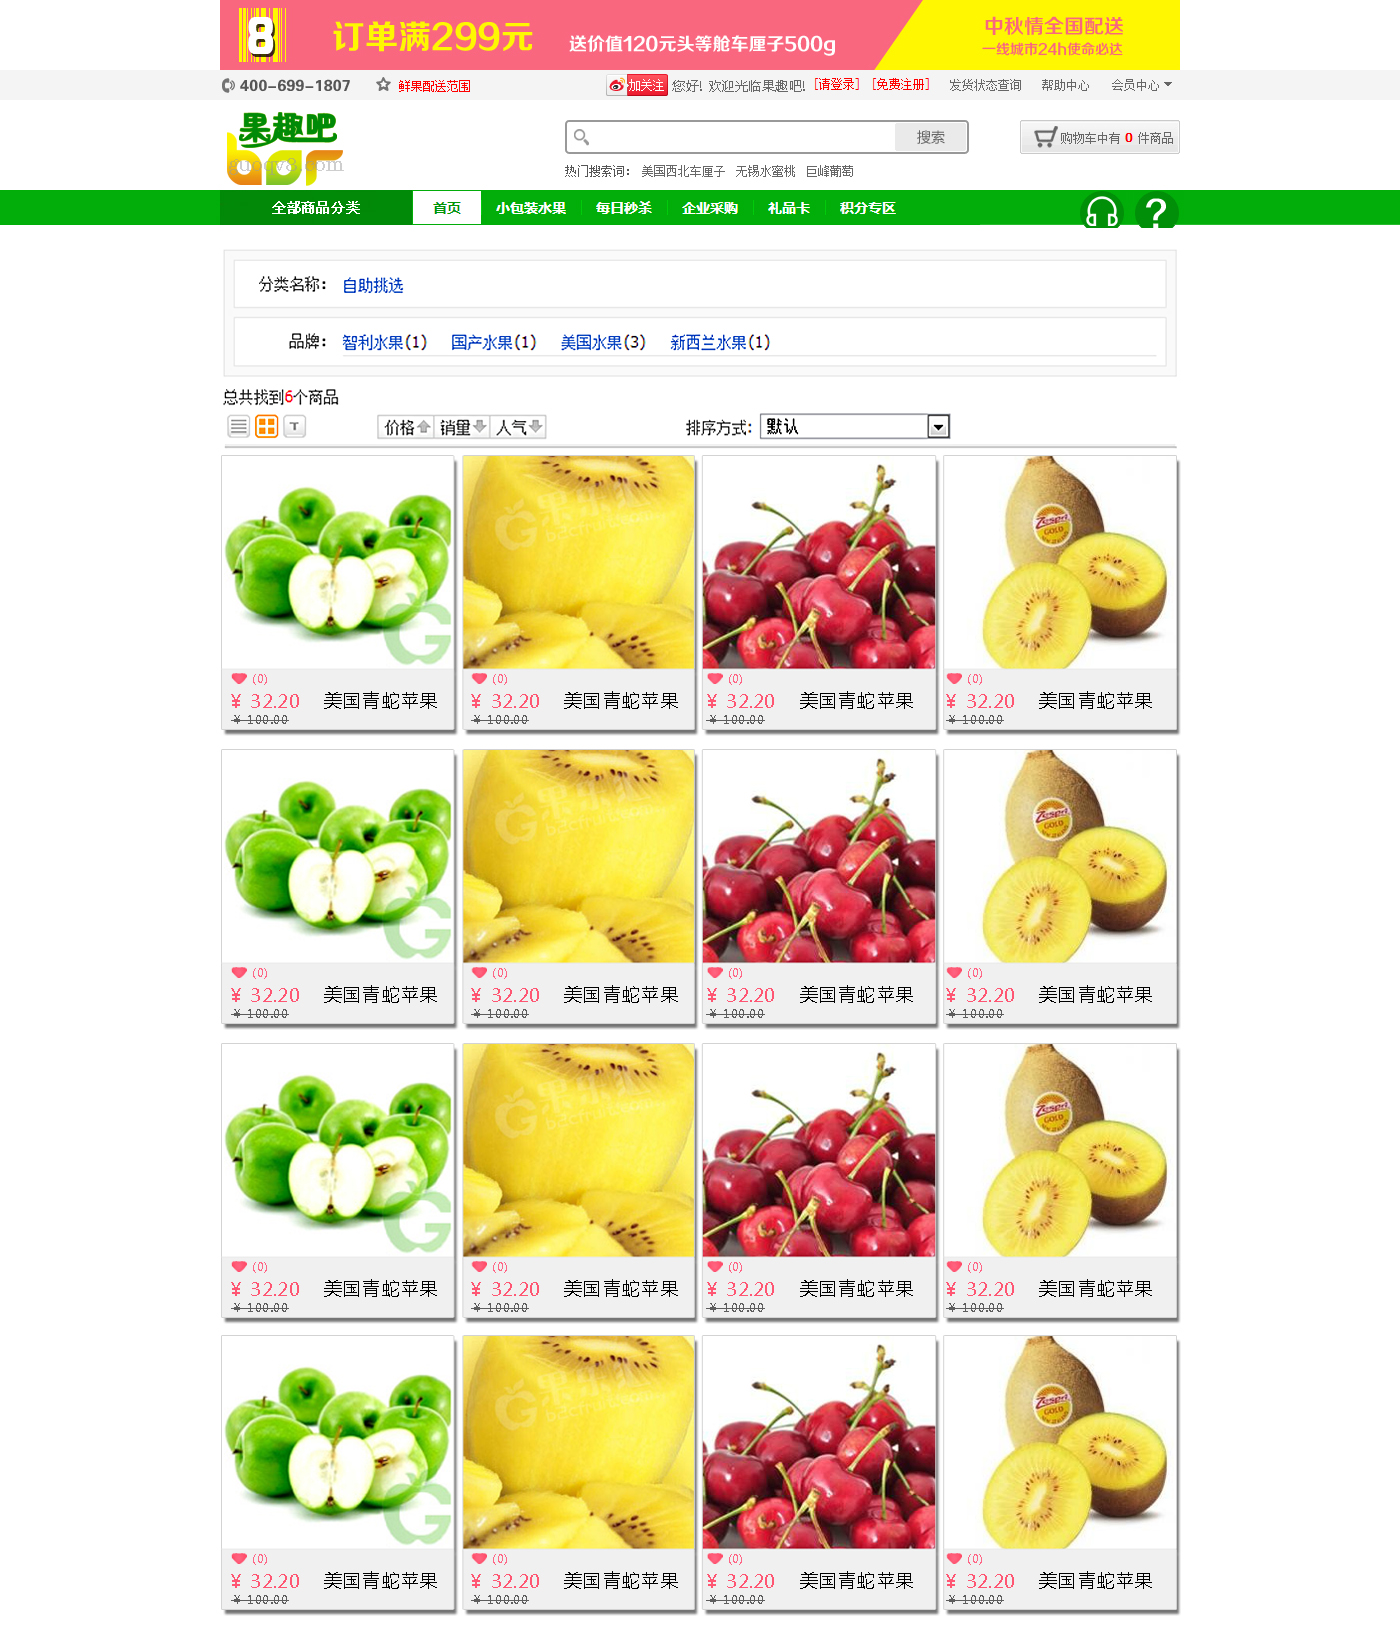 8 订单满299元 送价值120元头等舱车厘子500g 中秋情全国配送
一线城市24h使命必达
400-699-1807 鲜果配送范围 加关注 您好! 欢迎光临果趣吧! [请登录] [免费注册] 发货状态查询 帮助中心 会员中心
果趣吧
bar
guoqv8.com
搜索
购物车中有 0 件商品
热门搜索词: 美国西北车厘子 无锡水蜜桃 巨峰葡萄
全部商品分类 首页 小包装水果 每日秒杀 企业采购 礼品卡 积分专区 ?
分类名称: 自助挑选
品牌: 智利水果(1) 国产水果(1) 美国水果(3) 新西兰水果(1)
总共找到6个商品
T 价格 销量 人气 排序方式: 默认
Zespri
GOLD
(0) (0) (0) (0)
¥ 32.20 美国青蛇苹果 ¥ 32.20 美国青蛇苹果 ¥ 32.20 美国青蛇苹果 ¥ 32.20 美国青蛇苹果
¥ 100.00 ¥ 100.00 ¥ 100.00 ¥ 100.00
Zespri
GOLD
(0) (0) (0) (0)
¥ 32.20 美国青蛇苹果 ¥ 32.20 美国青蛇苹果 ¥ 32.20 美国青蛇苹果 ¥ 32.20 美国青蛇苹果
¥ 100.00 ¥ 100.00 ¥ 100.00 ¥ 100.00
Zespri
GOLD
(0) (0) (0) (0)
¥ 32.20 美国青蛇苹果 ¥ 32.20 美国青蛇苹果 ¥ 32.20 美国青蛇苹果 ¥ 32.20 美国青蛇苹果
¥ 100.00 ¥ 100.00 ¥ 100.00 ¥ 100.00
Zespri
GOLD
(0) (0) (0) (0)
¥ 32.20 美国青蛇苹果 ¥ 32.20 美国青蛇苹果 ¥ 32.20 美国青蛇苹果 ¥ 32.20 美国青蛇苹果
¥ 100.00 ¥ 100.00 ¥ 100.00 ¥ 100.00